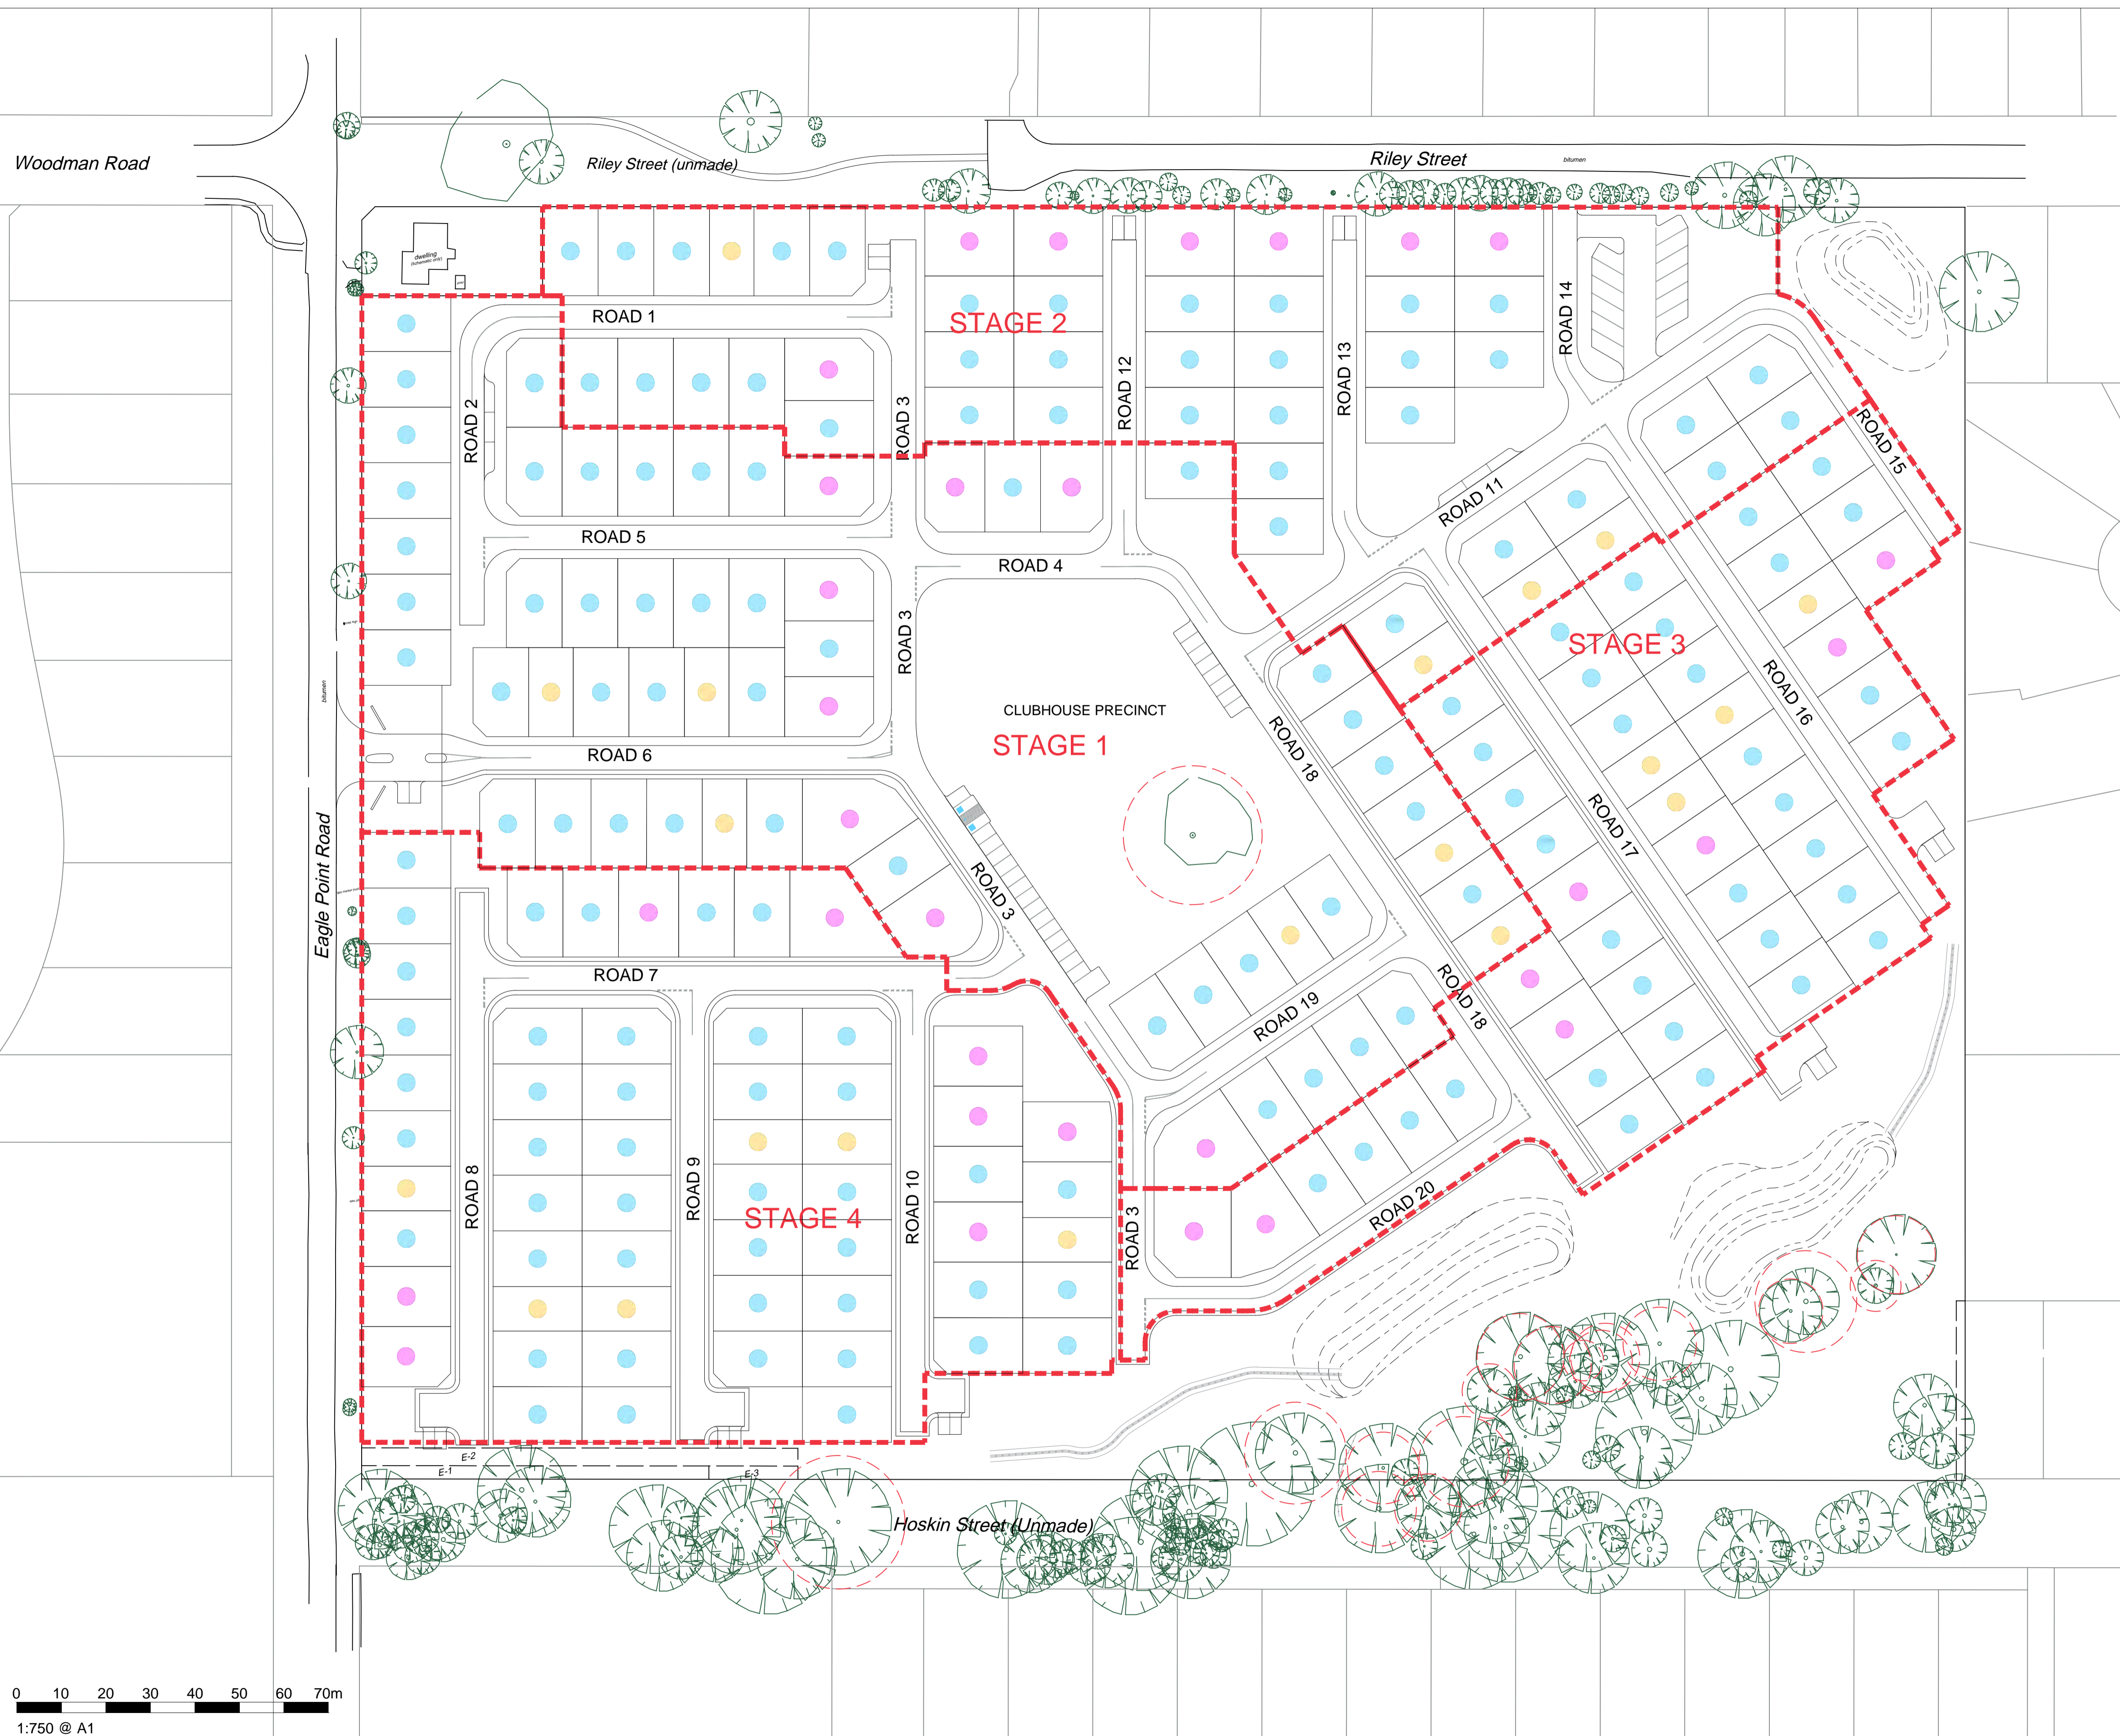 Woodman Road
Riley Street (unmade)
Riley Street
bitumen
dwelling
(schematic only)
ROAD 1
STAGE 2
ROAD 14
ROAD 13
ROAD 12
ROAD 2
ROAD 3
ROAD 15
ROAD 11
ROAD 5
ROAD 4
ROAD 3
STAGE 3
bitumen
ROAD 16
CLUBHOUSE PRECINCT
STAGE 1
ROAD 18
ROAD 6
ROAD 17
Eagle Point Road
ROAD 3
ROAD 7
ROAD 18
ROAD 19
ROAD 8
ROAD 9
ROAD 10
STAGE 4
ROAD 3
ROAD 20
E-2
E-1
E-3
Hoskin Street (Unmade)
0 10 20 30 40 50 60 70m
1:750 @ A1